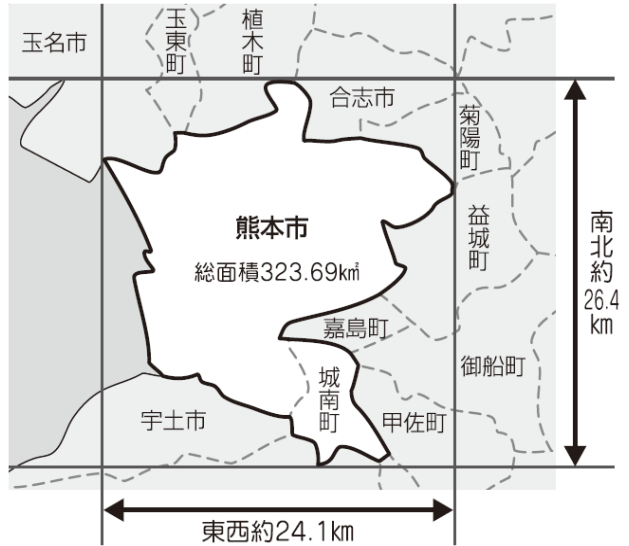 玉名市
玉東町
植木町
合志市
菊陽町
熊本市
総面積323.69k㎡
益城町
南北約
26.4
km
嘉島町
御船町
城南町
宇土市
甲佐町
東西約24.1km